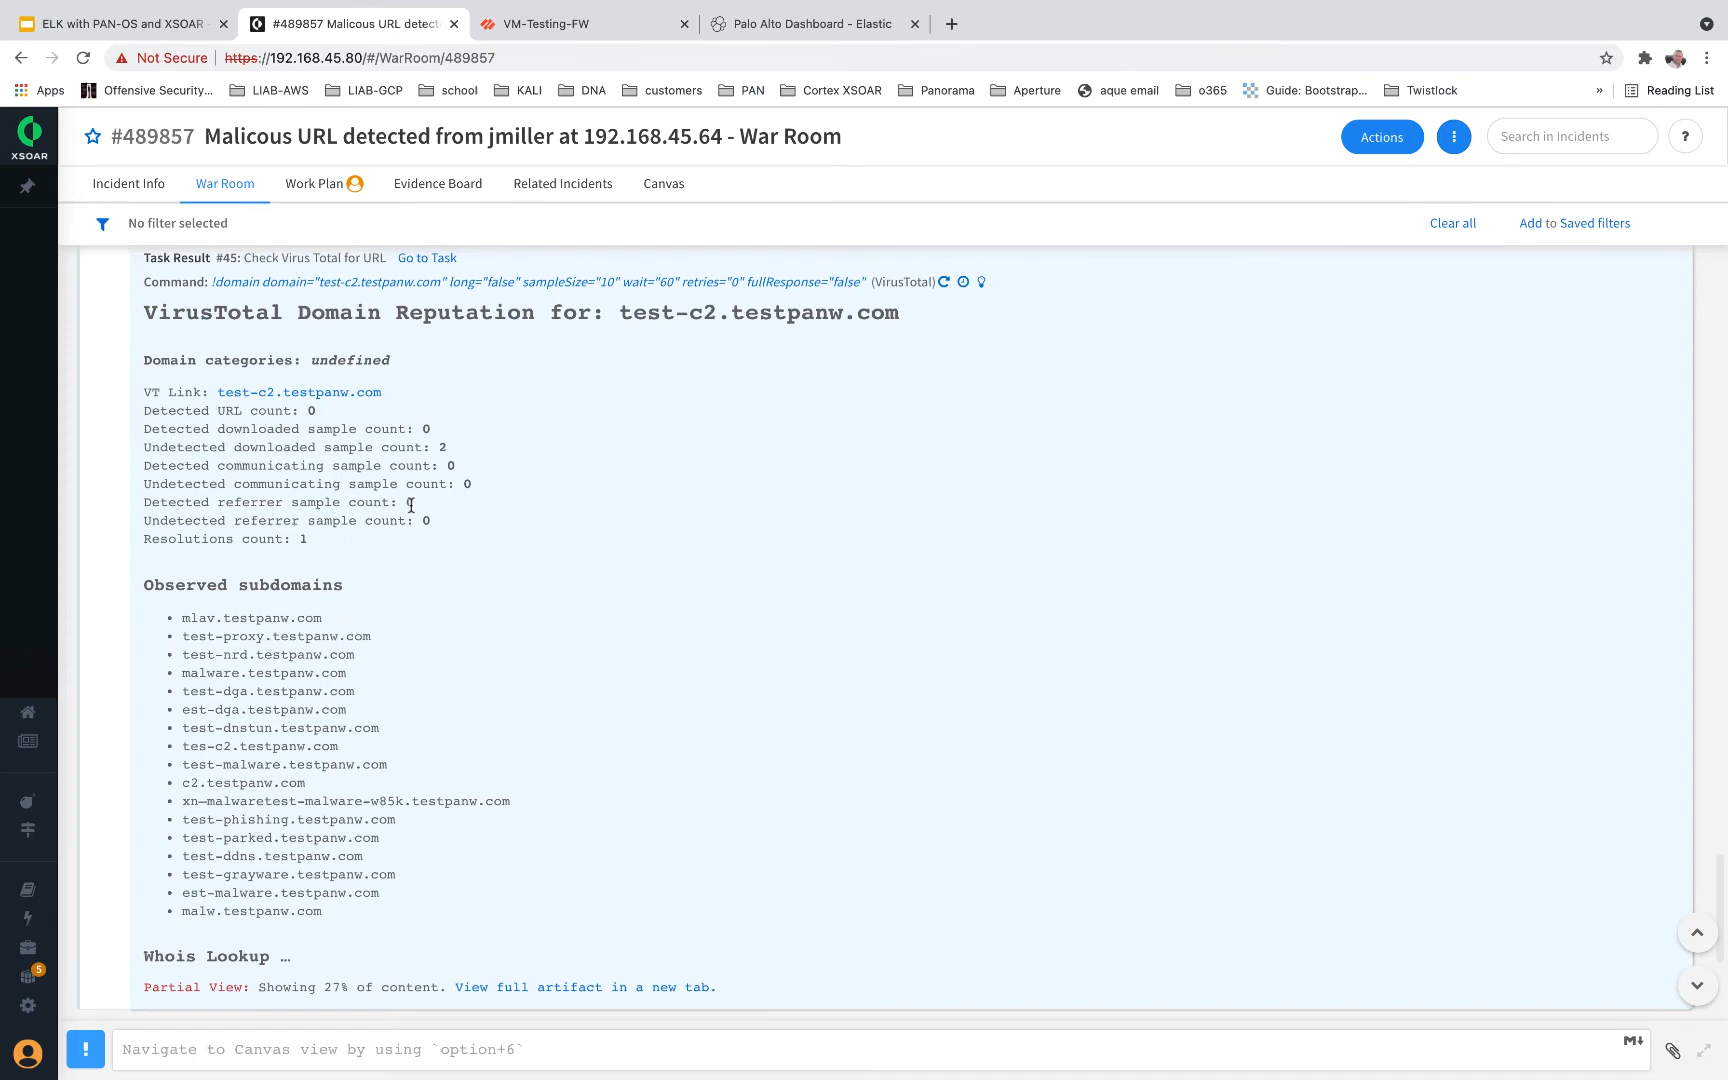 ELK with PAN-OS and XSOAR
#489857 Malicous URL detect
VM-Testing-FW
Palo Alto Dashboard - Elastic
Not Secure
https://192.168.45.80/#/WarRoom/489857
Apps
Offensive Security...
LIAB-AWS
LIAB-GCP
school
KALI
DNA
customers
PAN
Cortex XSOAR
Panorama
Aperture
aque email
o365
Guide: Bootstrap...
Twistlock
»
Reading List
XSOAR
#489857 Malicous URL detected from jmiller at 192.168.45.64 - War Room
Actions
Search in Incidents
?
Incident Info
War Room
Work Plan
Evidence Board
Related Incidents
Canvas
No filter selected
Clear all
Add to Saved filters
Task Result #45: Check Virus Total for URL Go to Task
Command: !domain domain="test-c2.testpanw.com" long="false" sampleSize="10" wait="60" retries="0" fullResponse="false" (VirusTotal)
VirusTotal Domain Reputation for: test-c2.testpanw.com
Domain categories: undefined
VT Link: test-c2.testpanw.com
Detected URL count: 0
Detected downloaded sample count: 0
Undetected downloaded sample count: 2
Detected communicating sample count: 0
Undetected communicating sample count: 0
Detected referrer sample count:
Undetected referrer sample count: 0
Resolutions count: 1
Observed subdomains
• mlav.testpanw.com
• test-proxy.testpanw.com
• test-nrd.testpanw.com
• malware.testpanw.com
• test-dga.testpanw.com
• est-dga.testpanw.com
• test-dnstun.testpanw.com
• tes-c2.testpanw.com
• test-malware.testpanw.com
• c2.testpanw.com
• xn—malwaretest-malware-w85k.testpanw.com
• test-phishing.testpanw.com
• test-parked.testpanw.com
• test-ddns.testpanw.com
• test-grayware.testpanw.com
• est-malware.testpanw.com
• malw.testpanw.com
Whois Lookup …
Partial View: Showing 27% of content. View full artifact in a new tab.
5
!
Navigate to Canvas view by using `option+6`
M